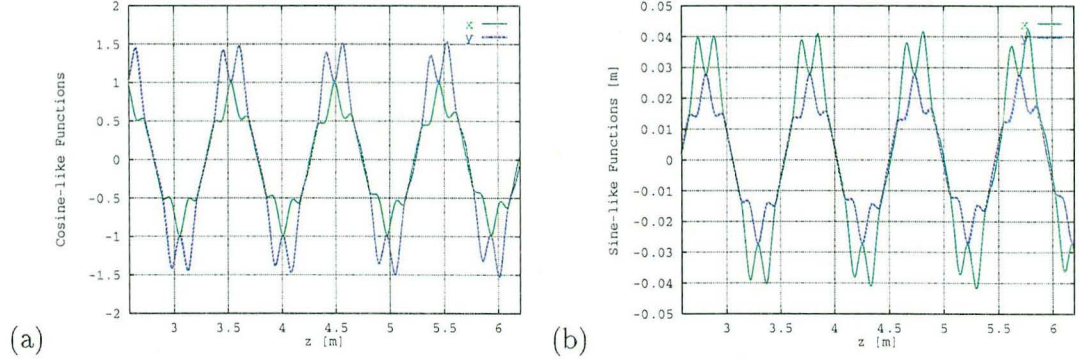 2
1.5
1
0.5
0
-0.5
-1
-1.5
-2
Cosine-like Functions
x
y
3 3.5 4 4.5 5 5.5 6
z [m]
(a)
0.05
0.04
0.03
0.02
0.01
0
-0.01
-0.02
-0.03
-0.04
-0.05
Sine-like Functions [m]
x
3 3.5 4 4.5 5 5.5 6
z [m]
(b)